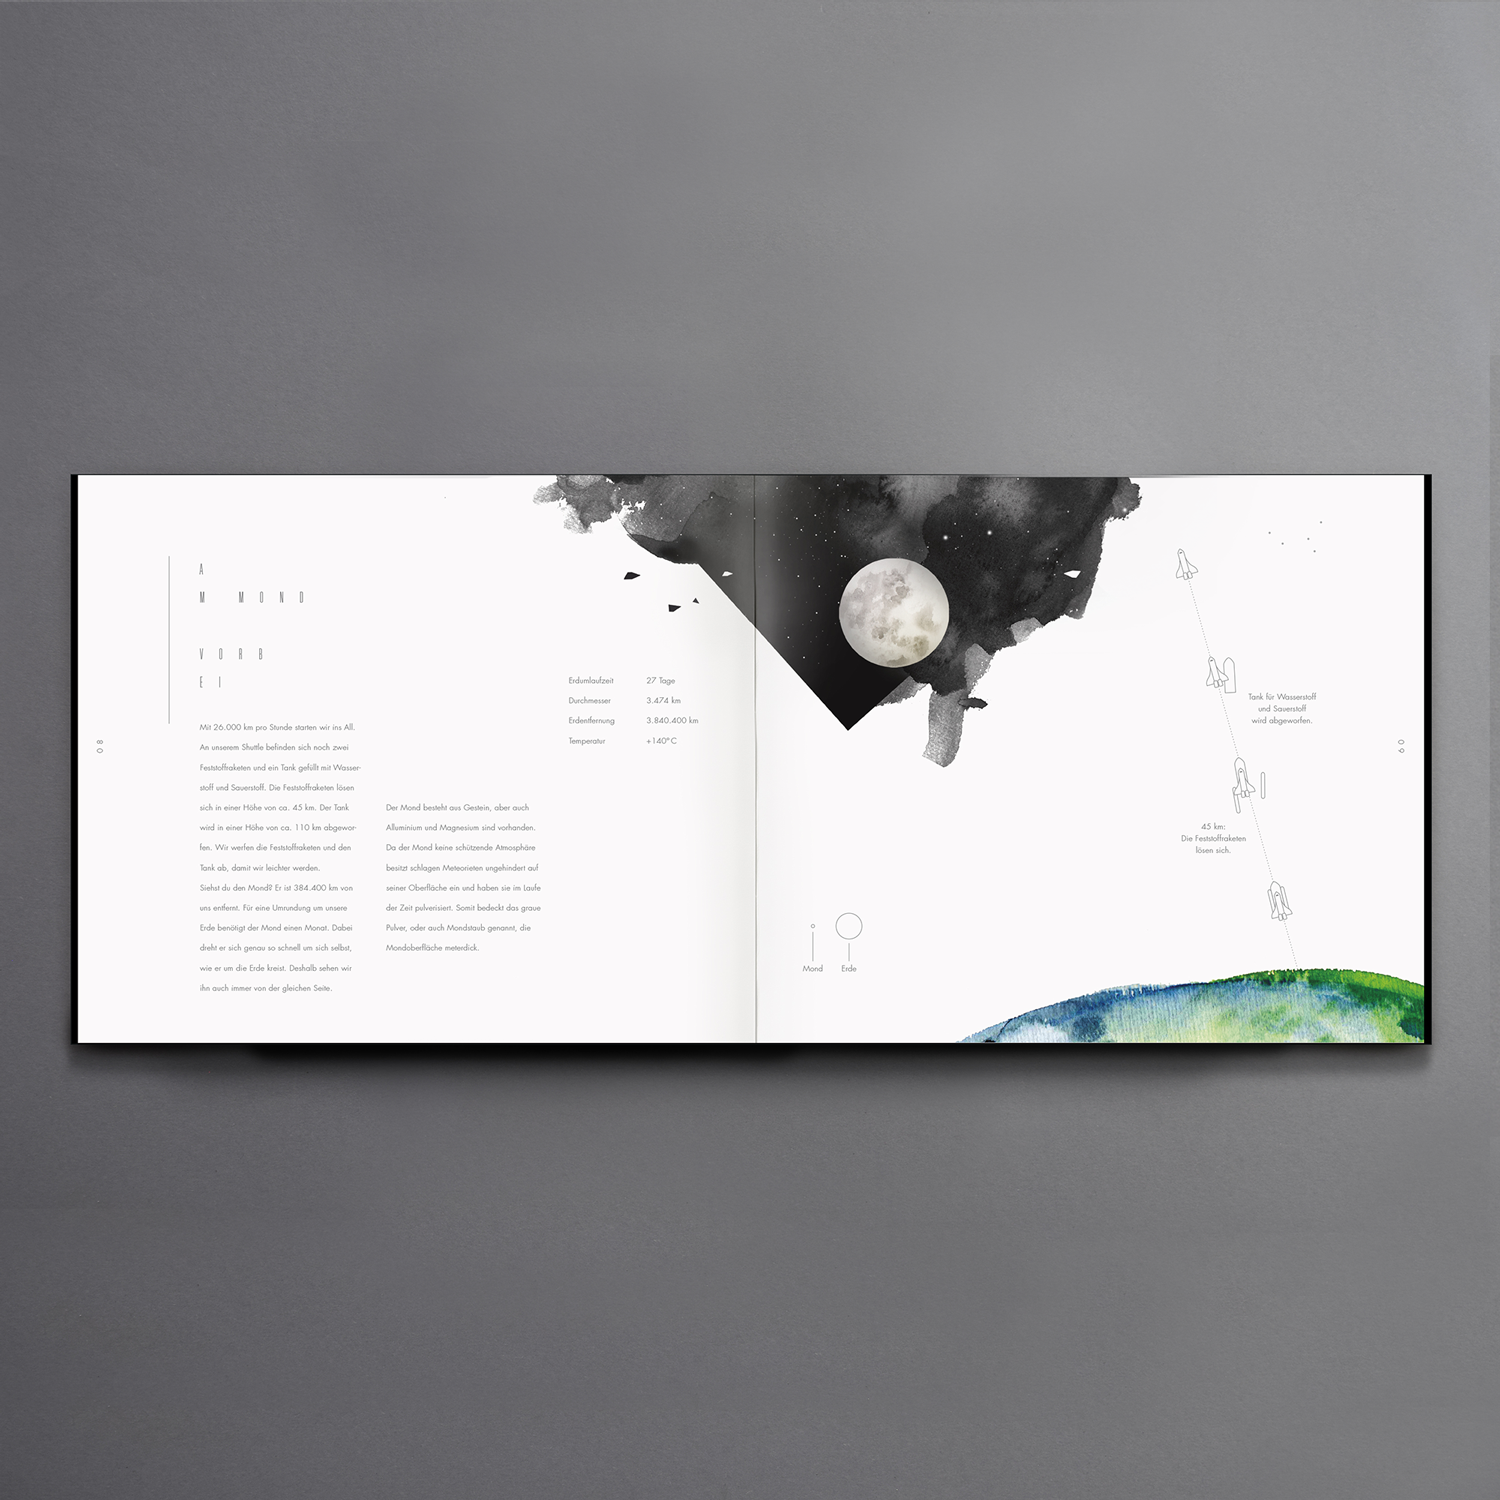 A
M MOND
VORB
EI
Mit 26.000 km pro Stunde starten wir ins All.
An unserem Shuttle befinden sich noch zwei
Feststoffraketen und ein Tank gefüllt mit Wasser-
stoff und Sauerstoff. Die Feststoffraketen lösen
sich in einer Höhe von ca. 45 km. Der Tank
wird in einer Höhe von ca. 110 km abgewor-
fen. Wir werfen die Feststoffraketen und den
Tank ab, damit wir leichter werden.
Siehst du den Mond? Er ist 384.400 km von
uns entfernt. Für eine Umrundung um unsere
Erde benötigt der Mond einen Monat. Dabei
dreht er sich genau so schnell um sich selbst,
wie er um die Erde kreist. Deshalb sehen wir
ihn auch immer von der gleichen Seite.
08
Der Mond besteht aus Gestein, aber auch
Alluminium und Magnesium sind vorhanden.
Da der Mond keine schützende Atmosphäre
besitzt schlagen Meteorieten ungehindert auf
seiner Oberfläche ein und haben sie im Laufe
der Zeit pulverisiert. Somit bedeckt das graue
Pulver, oder auch Mondstaub genannt, die
Mondoberfläche meterdick.
Erdumlaufzeit 27 Tage
Durchmesser 3.474 km
Erdentfernung 3.840.400 km
Temperatur +140°C
Mond Erde
Tank für Wasserstoff
und Sauerstoff
wird abgeworfen.
45 km:
Die Feststoffraketen
lösen sich.
09